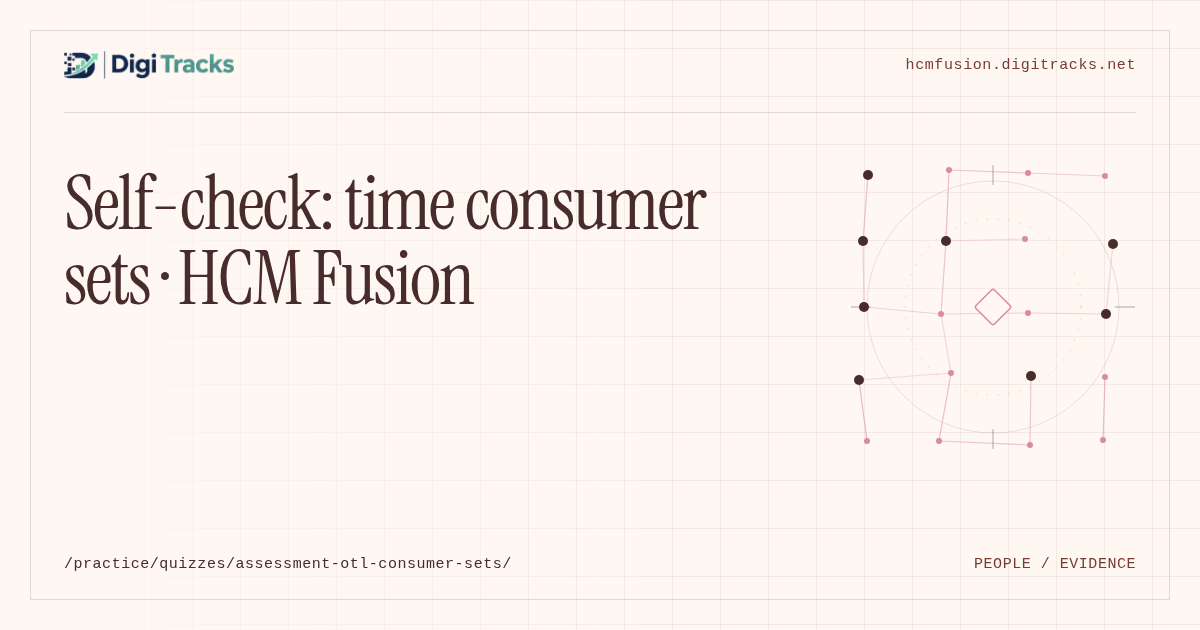 Digi Tracks
hcmfusion.digitracks.net
Self-check: time consumer
sets · HCM Fusion
/practice/quizzes/assessment-otl-consumer-sets/
PEOPLE / EVIDENCE